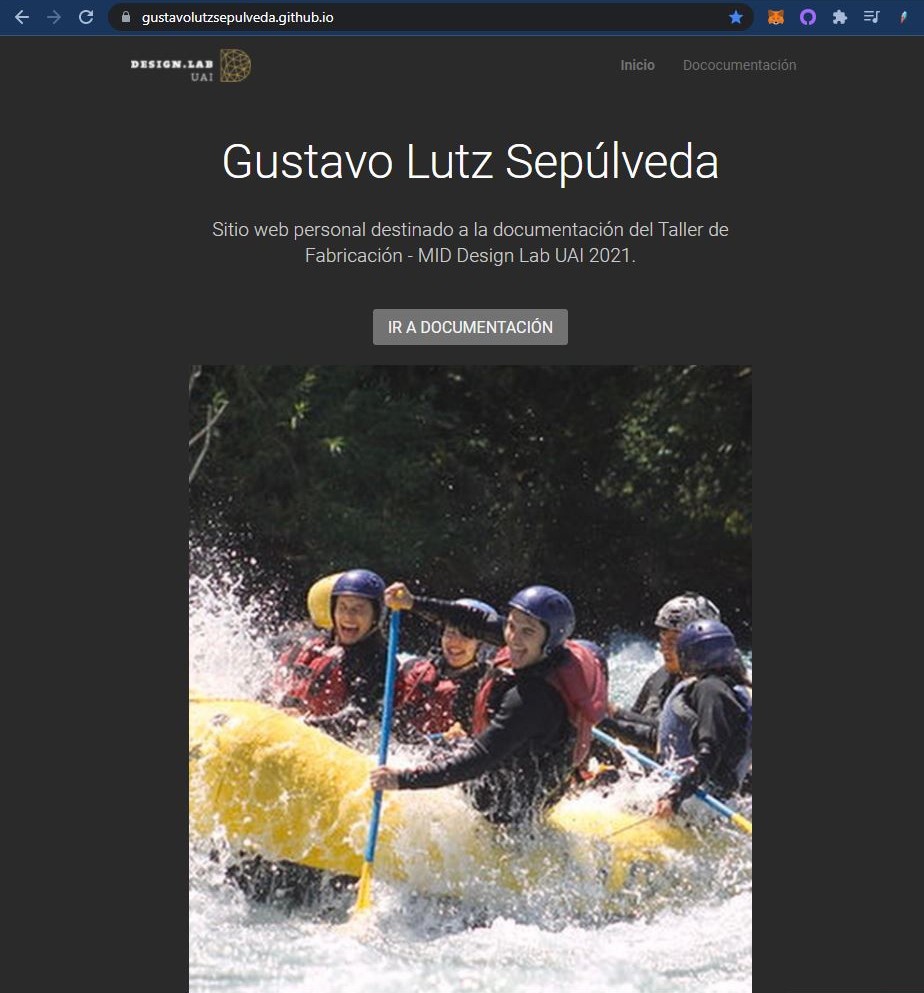 gustavolutzsepulveda.github.io
DESIGN.LAB
UAI
Inicio
Dococumentación
Gustavo Lutz Sepúlveda
Sitio web personal destinado a la documentación del Taller de
Fabricación - MID Design Lab UAI 2021.
IR A DOCUMENTACIÓN